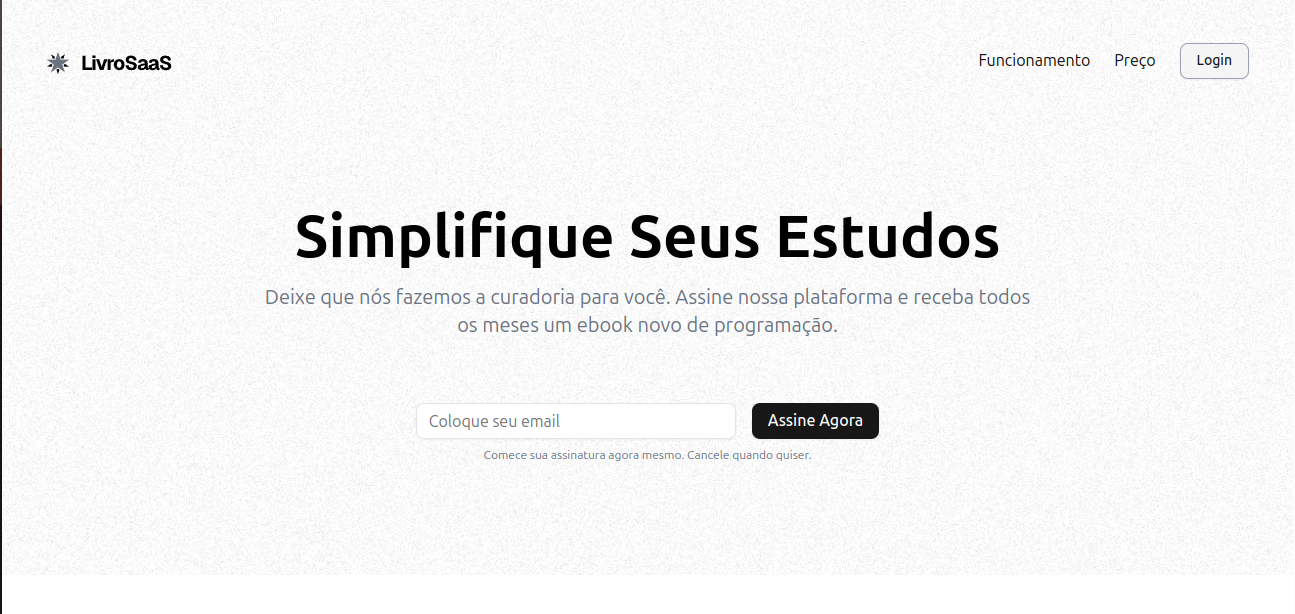 LivroSaaS
Funcionamento
Preço
Login
Simplifique Seus Estudos
Deixe que nós fazemos a curadoria para você. Assine nossa plataforma e receba todos
os meses um ebook novo de programação.
Coloque seu email
Assine Agora
Comece sua assinatura agora mesmo. Cancele quando quiser.